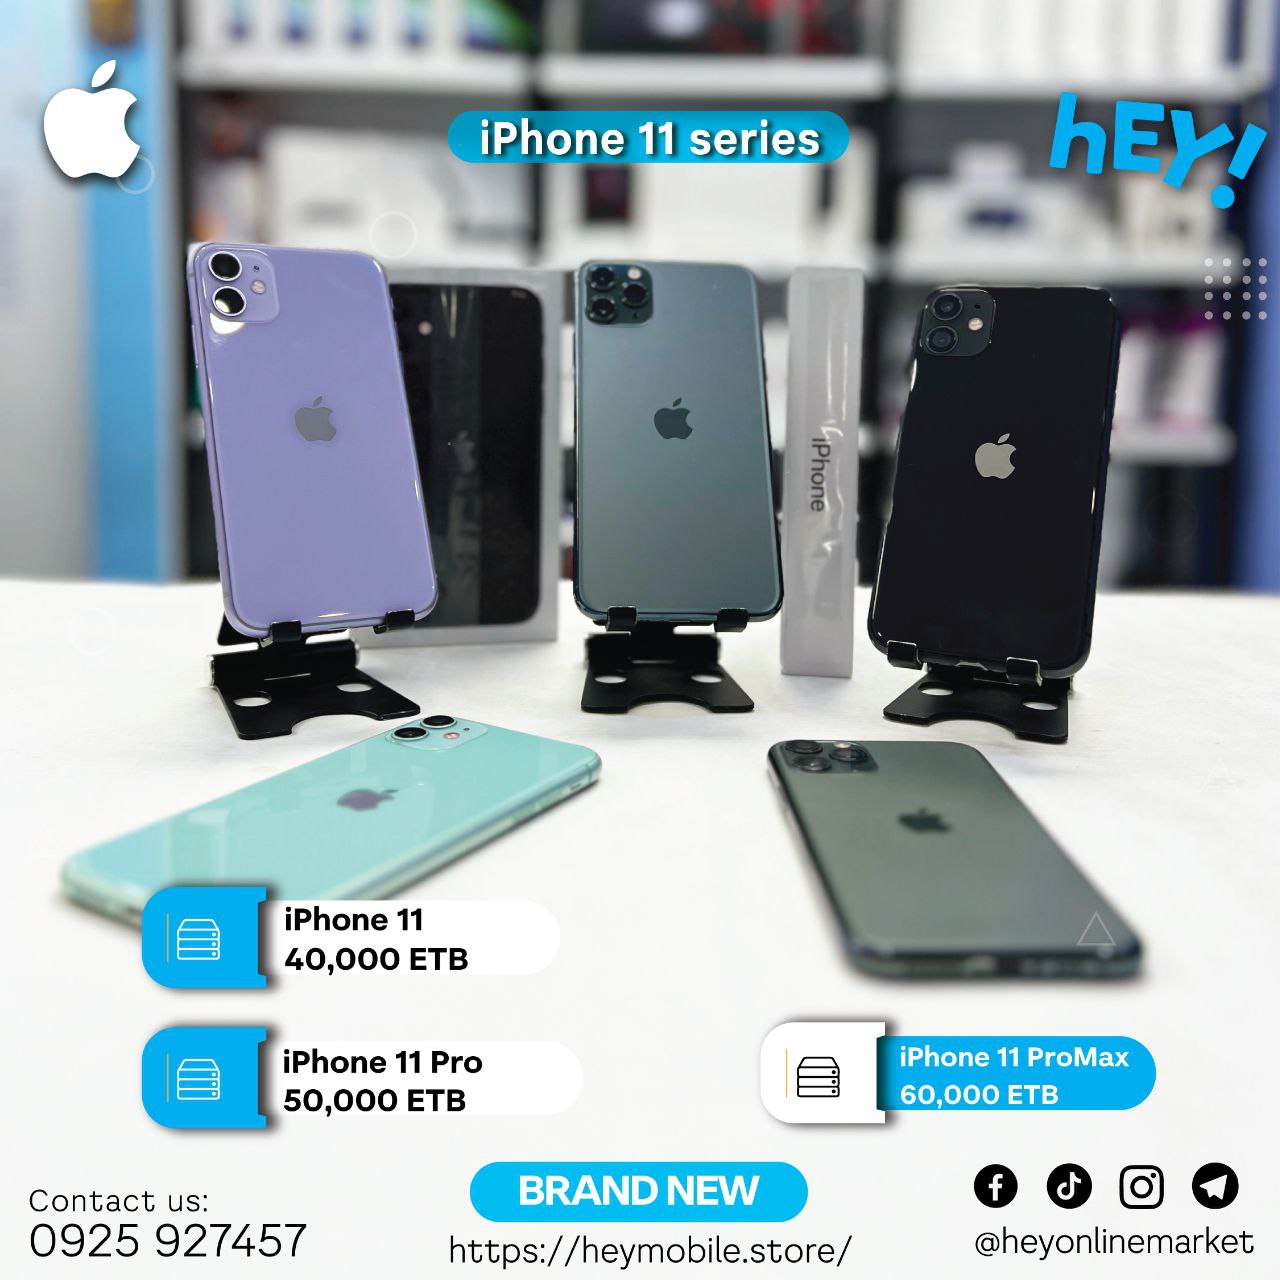 iPhone 11 series
hEY!
iPhone
iPhone 11
40,000 ETB
iPhone 11 Pro
50,000 ETB
iPhone 11 ProMax
60,000 ETB
Contact us:
0925 927457
BRAND NEW
https://heymobile.store/
@heyonlinemarket